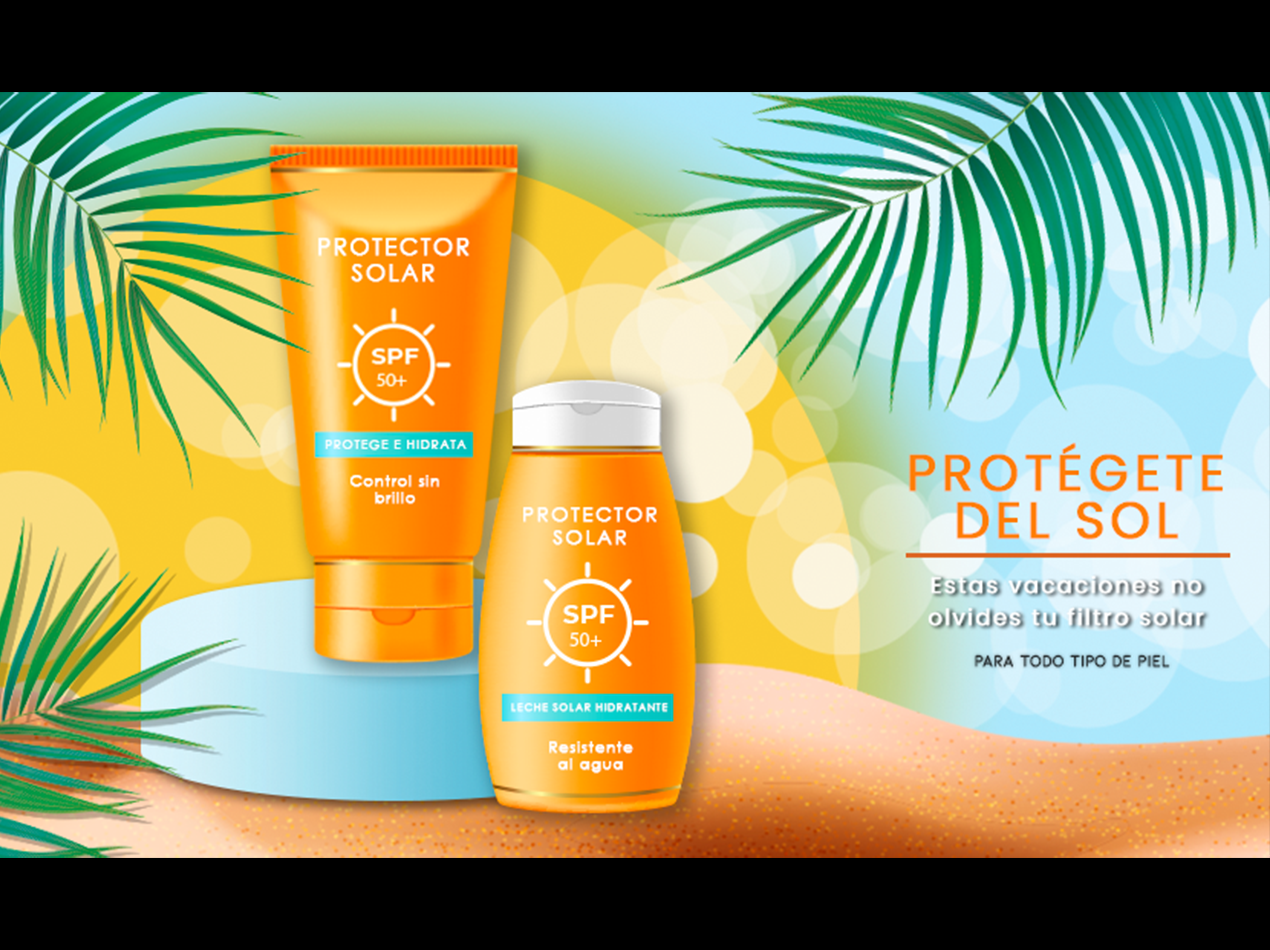 PROTECTOR
SOLAR
SPF
50+
PROTEGE E HIDRATA
Control sin
brillo
PROTECTOR
SOLAR
SPF
50+
LECHE SOLAR HIDRATANTE
Resistente
al agua
PROTÉGETE
DEL SOL
Estas vacaciones no
olvides tu filtro solar
PARA TODO TIPO DE PIEL